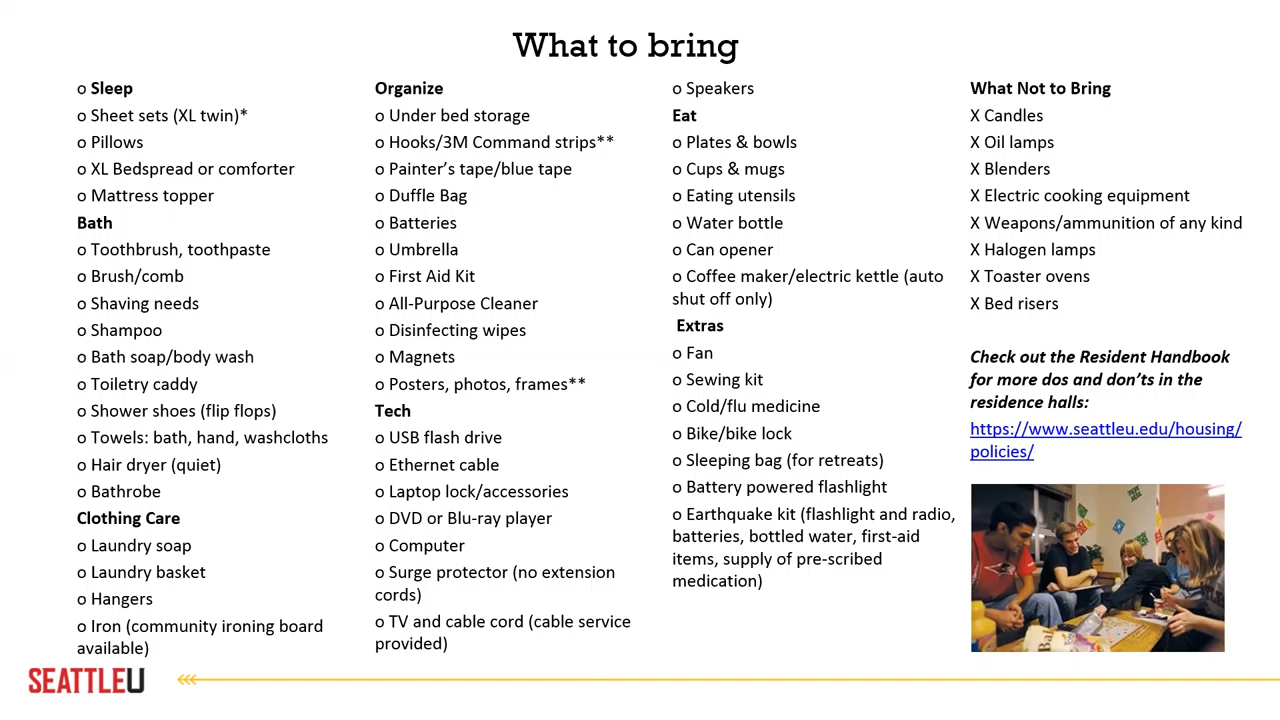 What to bring
o Sleep
o Sheet sets (XL twin)*
o Pillows
o XL Bedspread or comforter
o Mattress topper
Bath
o Toothbrush, toothpaste
o Brush/comb
o Shaving needs
o Shampoo
o Bath soap/body wash
o Toiletry caddy
o Shower shoes (flip flops)
o Towels: bath, hand, washcloths
o Hair dryer (quiet)
o Bathrobe
Clothing Care
o Laundry soap
o Laundry basket
o Hangers
o Iron (community ironing board
available)
Organize
o Under bed storage
o Hooks/3M Command strips**
o Painter’s tape/blue tape
o Duffle Bag
o Batteries
o Umbrella
o First Aid Kit
o All-Purpose Cleaner
o Disinfecting wipes
o Magnets
o Posters, photos, frames**
Tech
o USB flash drive
o Ethernet cable
o Laptop lock/accessories
o DVD or Blu-ray player
o Computer
o Surge protector (no extension
cords)
o TV and cable cord (cable service
provided)
o Speakers
Eat
o Plates & bowls
o Cups & mugs
o Eating utensils
o Water bottle
o Can opener
o Coffee maker/electric kettle (auto
shut off only)
Extras
o Fan
o Sewing kit
o Cold/flu medicine
o Bike/bike lock
o Sleeping bag (for retreats)
o Battery powered flashlight
o Earthquake kit (flashlight and radio,
batteries, bottled water, first-aid
items, supply of pre-scribed
medication)
What Not to Bring
X Candles
X Oil lamps
X Blenders
X Electric cooking equipment
X Weapons/ammunition of any kind
X Halogen lamps
X Toaster ovens
X Bed risers
Check out the Resident Handbook
for more dos and don’ts in the
residence halls:
https://www.seattleu.edu/housing/
policies/
SEATTLEU